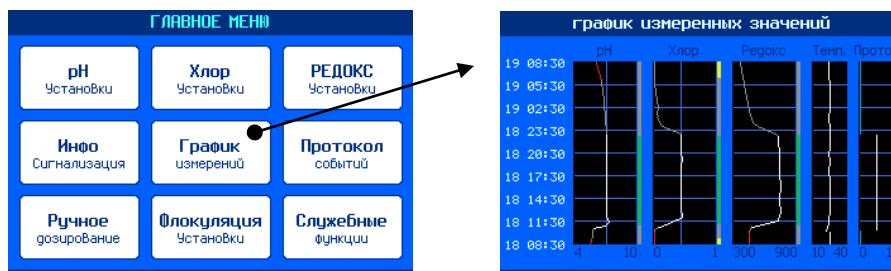 ГЛАВНОЕ МЕНЮ
pH
Установки
Хлор
Установки
РЕДОКС
Установки
Инфо
Сигнализация
График
измерений
Протокол
событий
Ручное
дозирование
Флокуляция
Установки
Служебные
функции
график измеренных значений
pH Хлор Редокс Темп. Прото
19 08:30
19 05:30
19 02:30
18 23:30
18 20:30
18 17:30
18 14:30
18 11:30
18 08:30
4 10 0 1 300 900 10 40 0 1